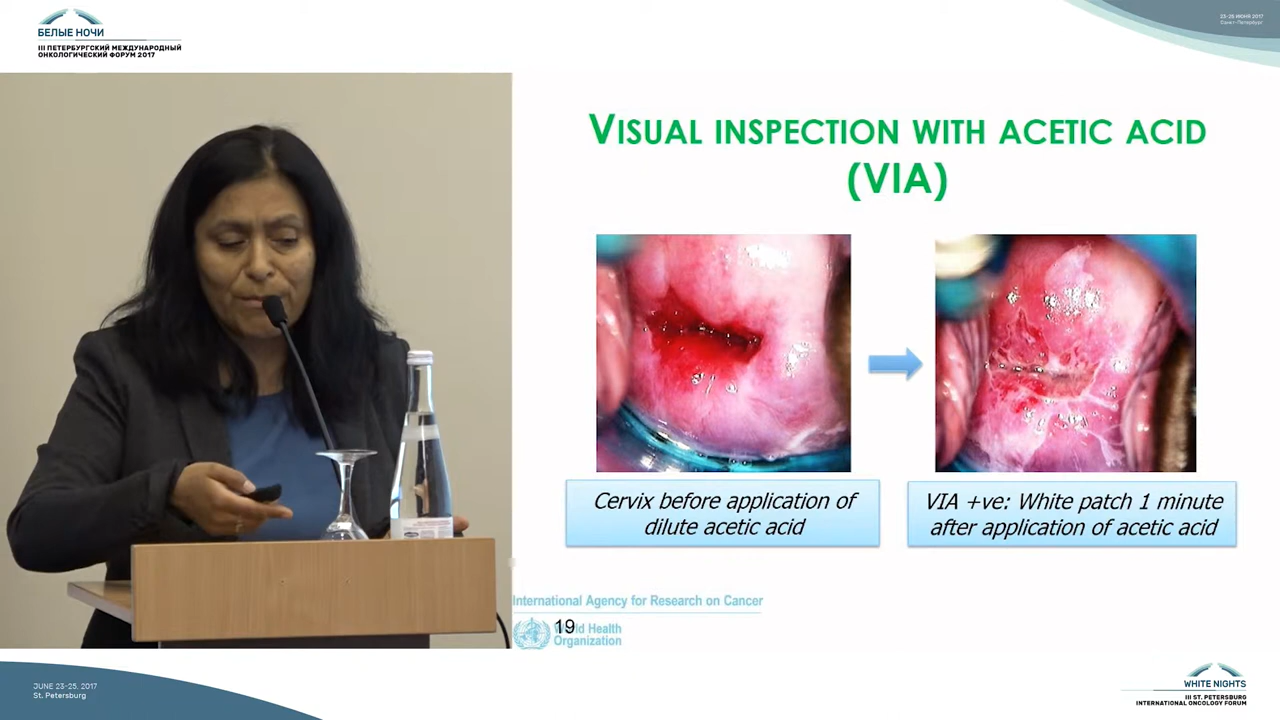 БЕЛЫЕ НОЧИ
III ПЕТЕРБУРГСКИЙ МЕЖДУНАРОДНЫЙ
ОНКОЛОГИЧЕСКИЙ ФОРУМ 2017
23-25 ИЮНЯ 2017
Санкт-Петербург
VISUAL INSPECTION WITH ACETIC ACID
(VIA)
Cervix before application of
dilute acetic acid
VIA +ve: White patch 1 minute
after application of acetic acid
International Agency for Research on Cancer
19
World Health
Organization
JUNE 23-25, 2017
St. Petersburg
WHITE NIGHTS
III ST. PETERSBURG
INTERNATIONAL ONCOLOGY FORUM